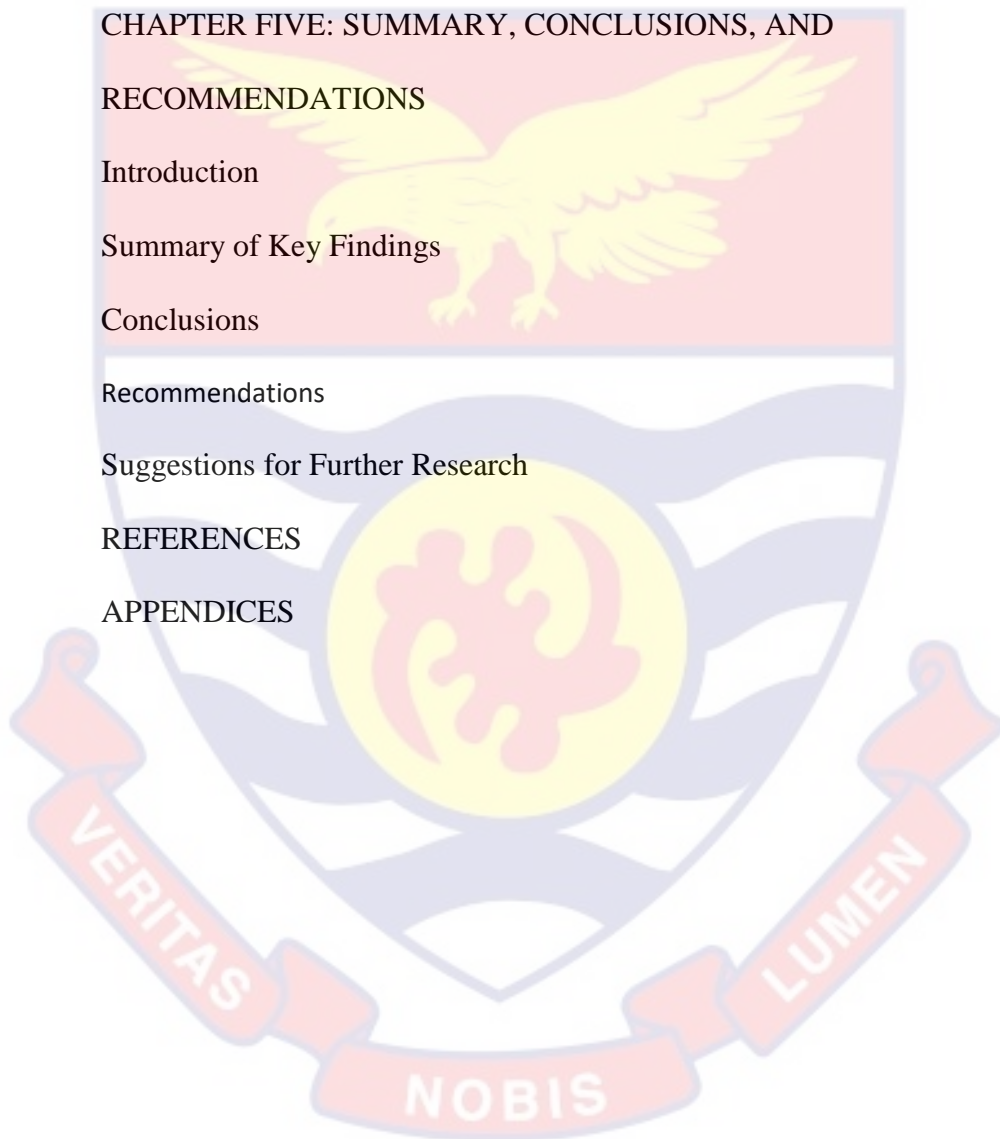 CHAPTER FIVE: SUMMARY, CONCLUSIONS, AND
RECOMMENDATIONS
Introduction
Summary of Key Findings
Conclusions
Recommendations
Suggestions for Further Research
REFERENCES
APPENDICES
VERITAS
NOBIS
LUMEN